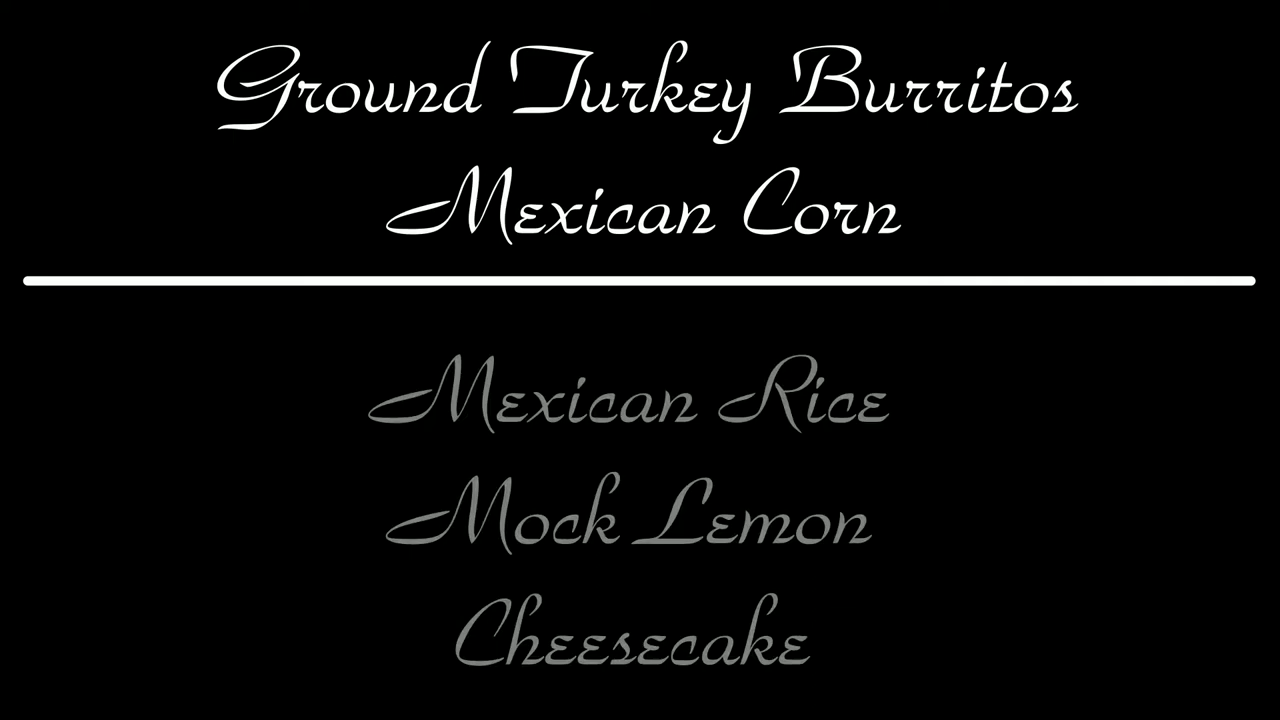 Ground Turkey Burritos
Mexican Corn
Mexican Rice
Mock Lemon
Cheesecake